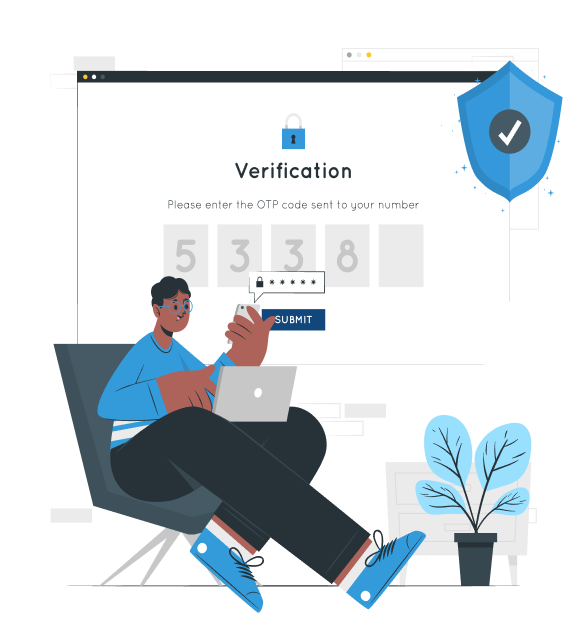 Verification
Please enter the OTP code sent to your number
5 3 3 8
* * * * *
SUBMIT